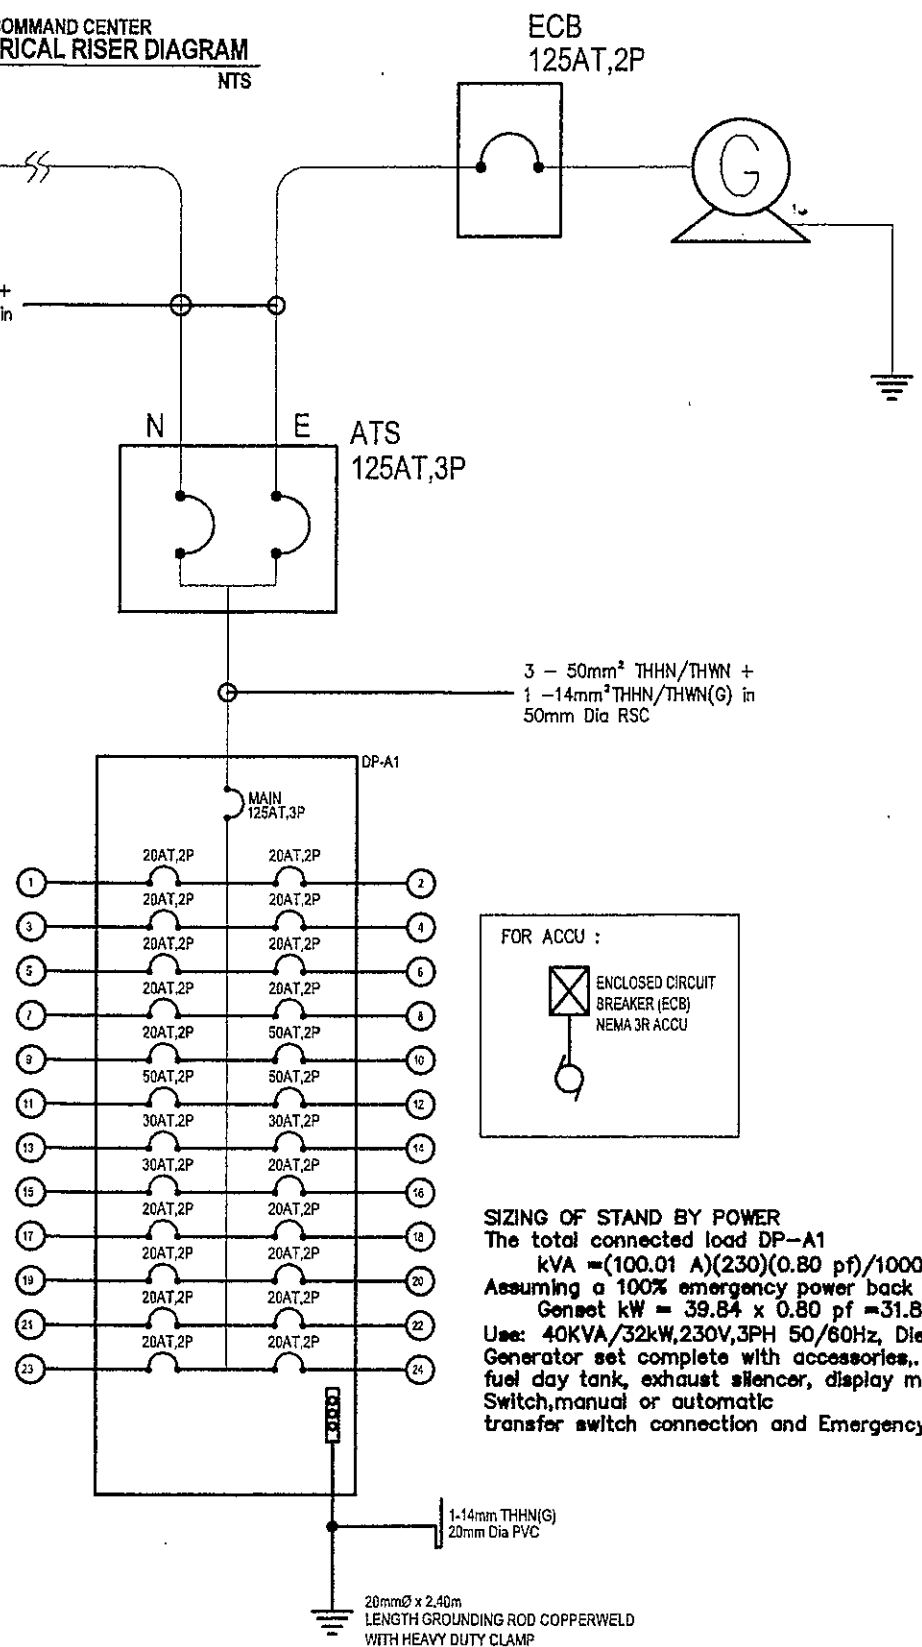 COMMAND CENTER
RICAL RISER DIAGRAM
NTS
ECB
125AT,2P
G
+
in
N E
ATS
125AT,3P
3 - 50mm² THHN/THWN +
1 -14mm² THHN/THWN(G) in
50mm Dia RSC
DP-A1
MAIN
125AT,3P
20AT,2P 20AT,2P
1 2
20AT,2P 20AT,2P
3 4
20AT,2P 20AT,2P
5 6
20AT,2P 20AT,2P
7 8
20AT,2P 50AT,2P
9 10
50AT,2P 50AT,2P
11 12
30AT,2P 30AT,2P
13 14
30AT,2P 20AT,2P
15 16
20AT,2P 20AT,2P
17 18
20AT,2P 20AT,2P
19 20
20AT,2P 20AT,2P
21 22
20AT,2P 20AT,2P
23 24
FOR ACCU :
ENCLOSED CIRCUIT
BREAKER (ECB)
NEMA 3R ACCU
SIZING OF STAND BY POWER
The total connected load DP-A1
kVA =(100.01 A)(230)(0.80 pf)/1000
Assuming a 100% emergency power back
Genset kW = 39.84 x 0.80 pf =31.8
Use: 40KVA/32kW,230V,3PH 50/60Hz, Die
Generator set complete with accessories,.
fuel day tank, exhaust silencer, display m
Switch,manual or automatic
transfer switch connection and Emergency
1-14mm THHN(G)
20mm Dia PVC
20mmØ x 2.40m
LENGTH GROUNDING ROD COPPERWELD
WITH HEAVY DUTY CLAMP